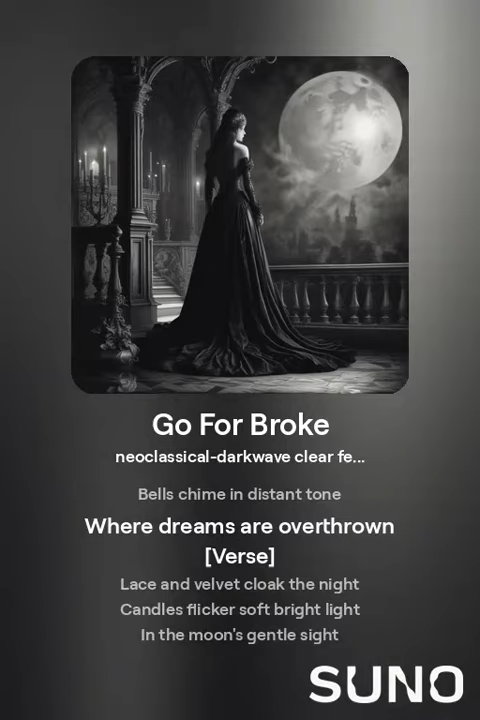 Go For Broke
neoclassical-darkwave clear fe...
Bells chime in distant tone
Where dreams are overthrown
[Verse]
Lace and velvet cloak the night
Candles flicker soft bright light
In the moon's gentle sight
SUNO